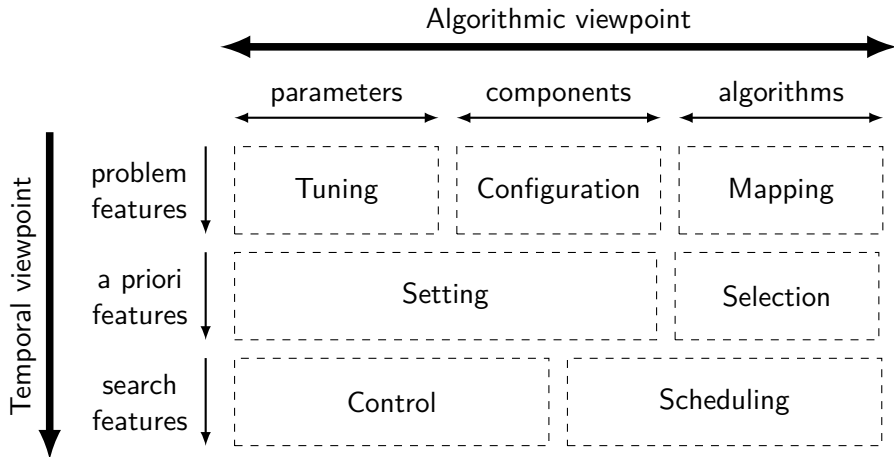 Algorithmic viewpoint
parameters
components
algorithms
Temporal viewpoint
problem
features
Tuning
Configuration
Mapping
a priori
features
Setting
Selection
search
features
Control
Scheduling